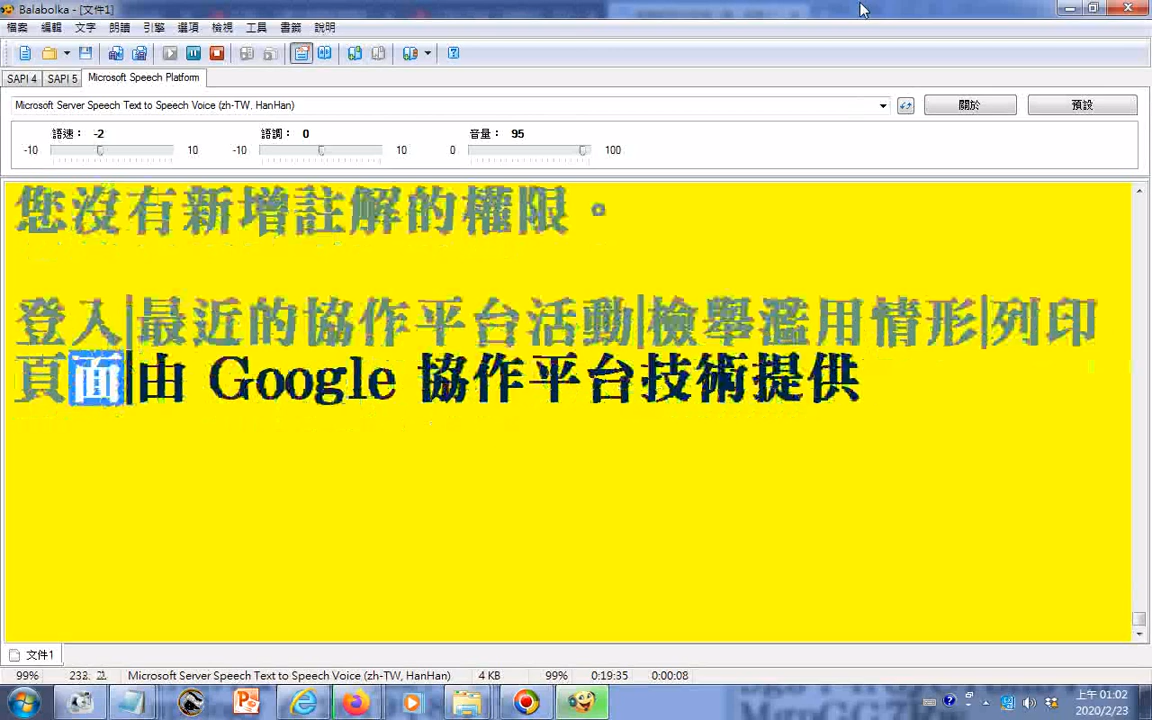 Balabolka - [文件1]
檔案 編輯 文字 朗讀 引擎 選項 檢視 工具 書籤 說明
SAPI 4 SAPI 5 Microsoft Speech Platform
Microsoft Server Speech Text to Speech Voice (zh-TW, HanHan) 關於 預設
語速： -2 語調： 0 音量： 95
-10 10 -10 10 0 100
您沒有新增註解的權限。
登入|最近的協作平台活動|檢舉濫用情形|列印
頁面|由 Google 協作平台技術提供
文件1
99% Microsoft Server Speech Text to Speech Voice (zh-TW, HanHan) 4 KB 99% 0:19:35 0:00:08
上午 01:02
2020/2/23